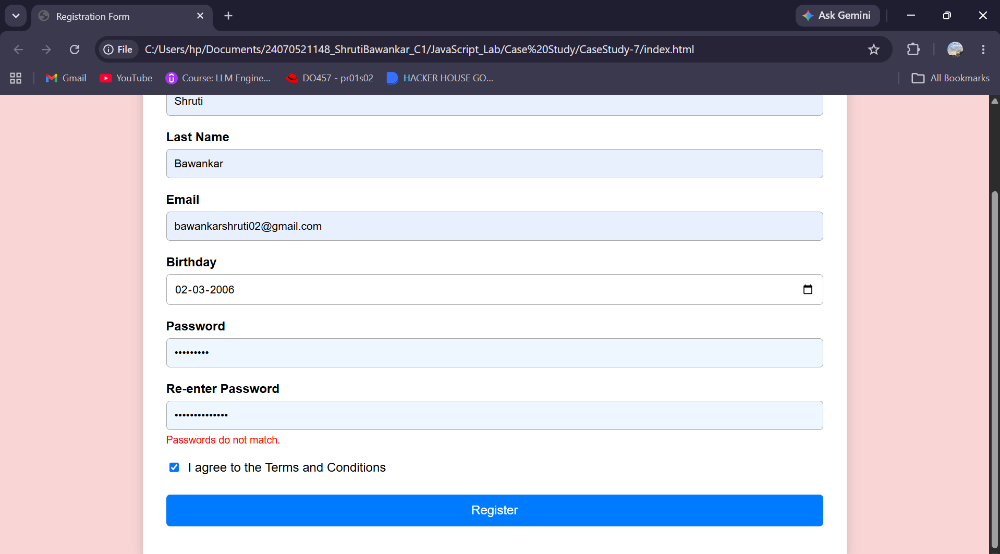 Registration Form
Ask Gemini
File
C:/Users/hp/Documents/24070521148_ShrutiBawankar_C1/JavaScript_Lab/Case%20Study/CaseStudy-7/index.html
Gmail
YouTube
Course: LLM Engine...
DO457 - pr01s02
HACKER HOUSE GO...
All Bookmarks
Shruti
Last Name
Bawankar
Email
bawankarshruti02@gmail.com
Birthday
02-03-2006
Password
•••••••••
Re-enter Password
••••••••••••••
Passwords do not match.
I agree to the Terms and Conditions
Register